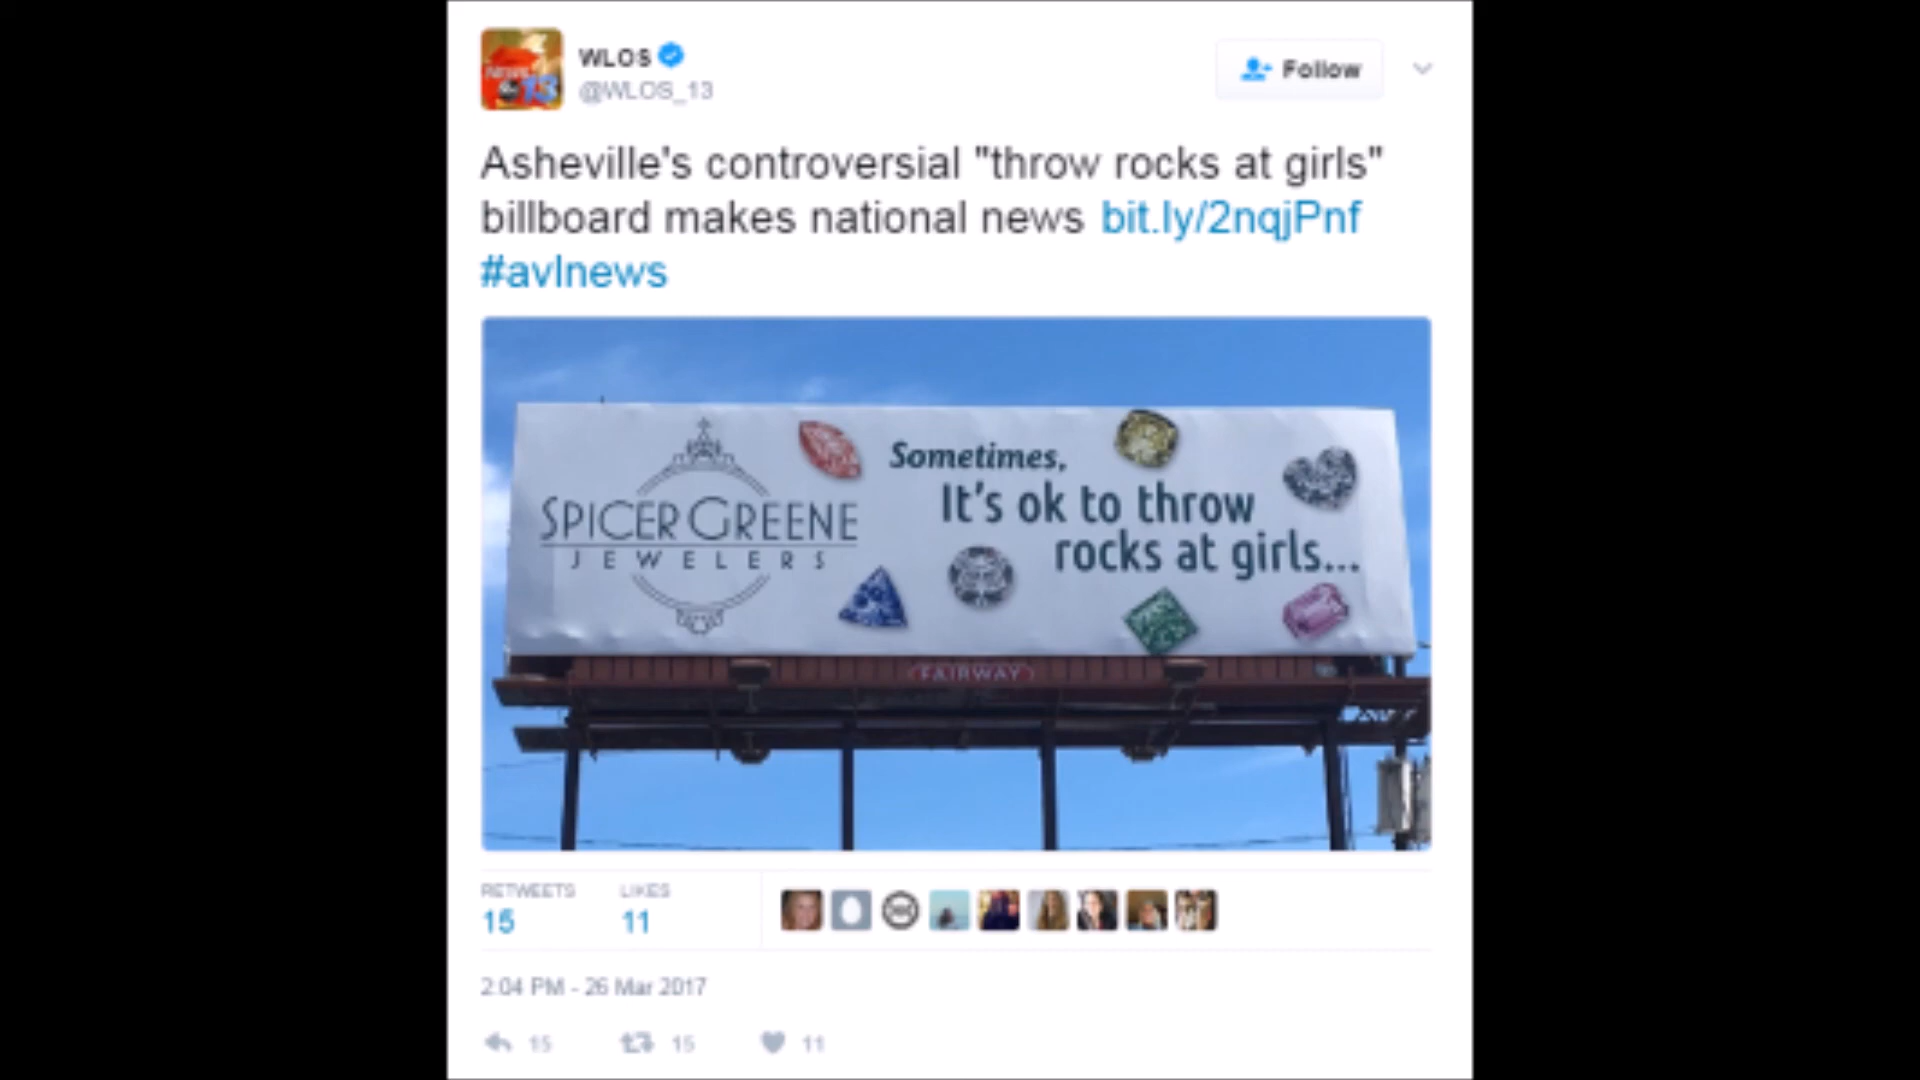 WLOS
@WLOS_13
Follow
Asheville's controversial "throw rocks at girls"
billboard makes national news bit.ly/2nqjPnf
#avlnews
Sometimes,
It's ok to throw
rocks at girls...
SPICER GREENE
JEWELERS
FAIRWAY
RETWEETS
15
LIKES
11
2:04 PM - 26 Mar 2017
15
15
11